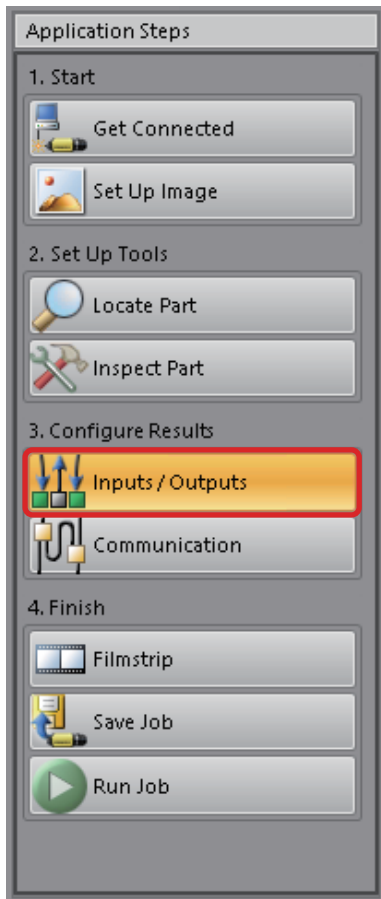 Application Steps
1. Start
Get Connected
Set Up Image
2. Set Up Tools
Locate Part
Inspect Part
3. Configure Results
Inputs / Outputs
Communication
4. Finish
Filmstrip
Save Job
Run Job